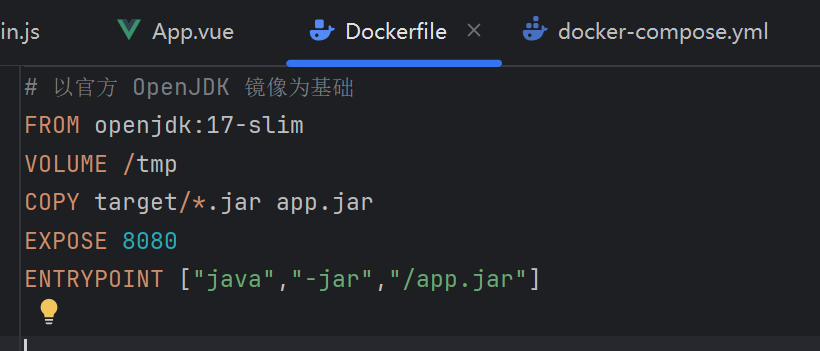 in.js App.vue Dockerfile docker-compose.yml
# 以官方 OpenJDK 镜像为基础
FROM openjdk:17-slim
VOLUME /tmp
COPY target/*.jar app.jar
EXPOSE 8080
ENTRYPOINT ["java","-jar","/app.jar"]